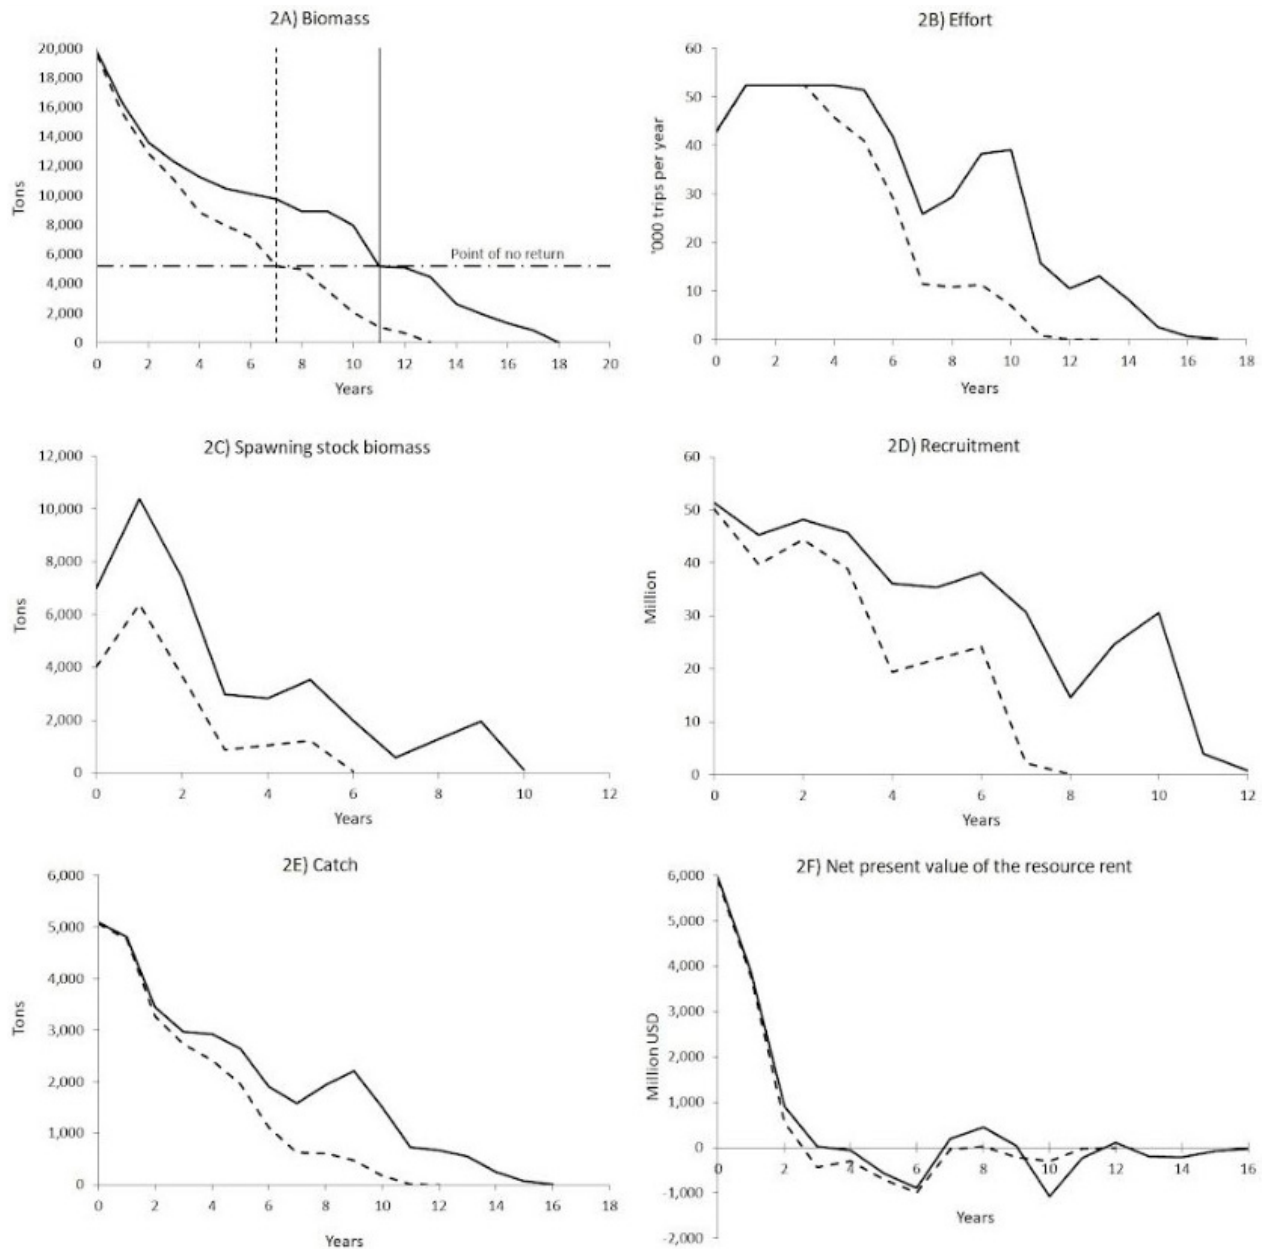 2A) Biomass
20,000
18,000
16,000
14,000
12,000
10,000
8,000
6,000
4,000
2,000
0
Tons
Point of no return
0 2 4 6 8 10 12 14 16 18 20
Years
2B) Effort
60
50
40
30
20
10
0
'000 trips per year
0 2 4 6 8 10 12 14 16 18
Years
2C) Spawning stock biomass
12,000
10,000
8,000
6,000
4,000
2,000
0
Tons
0 2 4 6 8 10 12
Years
2D) Recruitment
60
50
40
30
20
10
0
Million
0 2 4 6 8 10 12
Years
2E) Catch
6,000
5,000
4,000
3,000
2,000
1,000
0
Tons
0 2 4 6 8 10 12 14 16 18
Years
2F) Net present value of the resource rent
6,000
5,000
4,000
3,000
2,000
1,000
0
-1,000
-2,000
Million USD
0 2 4 6 8 10 12 14 16
Years